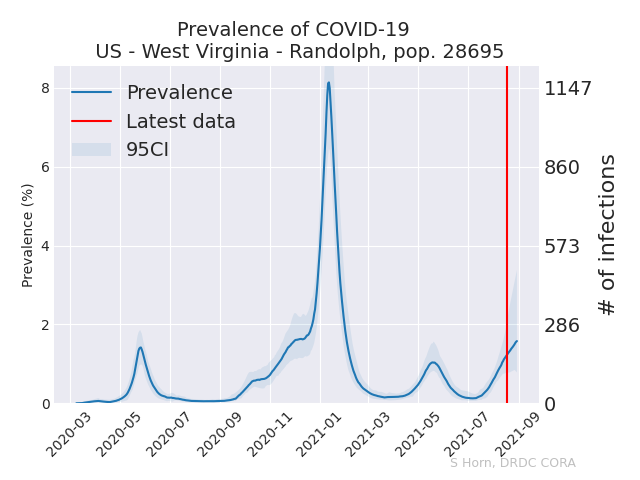 Prevalence of COVID-19
US - West Virginia - Randolph, pop. 28695
Prevalence
Latest data
95CI
Prevalence (%)
8
6
4
2
0
1147
860
573
286
0
# of infections
2020-03
2020-05
2020-07
2020-09
2020-11
2021-01
2021-03
2021-05
2021-07
2021-09
S Horn, DRDC CORA